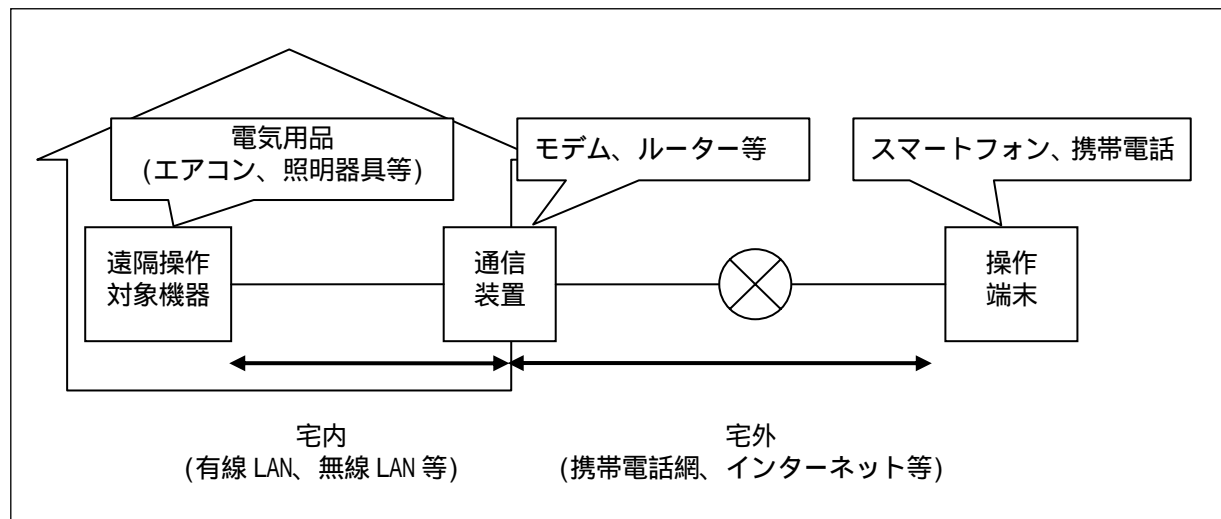 電気用品
(エアコン、照明器具等)
モデム、ルーター等
スマートフォン、携帯電話
遠隔操作
対象機器
通信
装置
操作
端末
宅内
(有線 LAN、無線 LAN 等)
宅外
(携帯電話網、インターネット等)